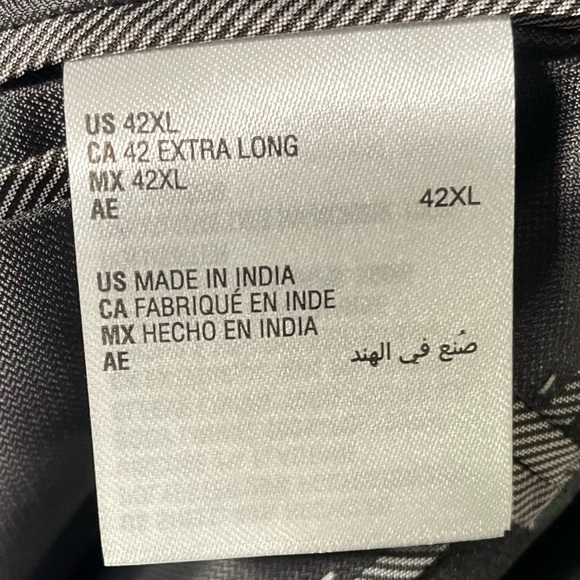 US 42XL
CA 42 EXTRA LONG
MX 42XL
AE 42XL
US MADE IN INDIA
CA FABRIQUÉ EN INDE
MX HECHO EN INDIA
AE صُنع في الهند